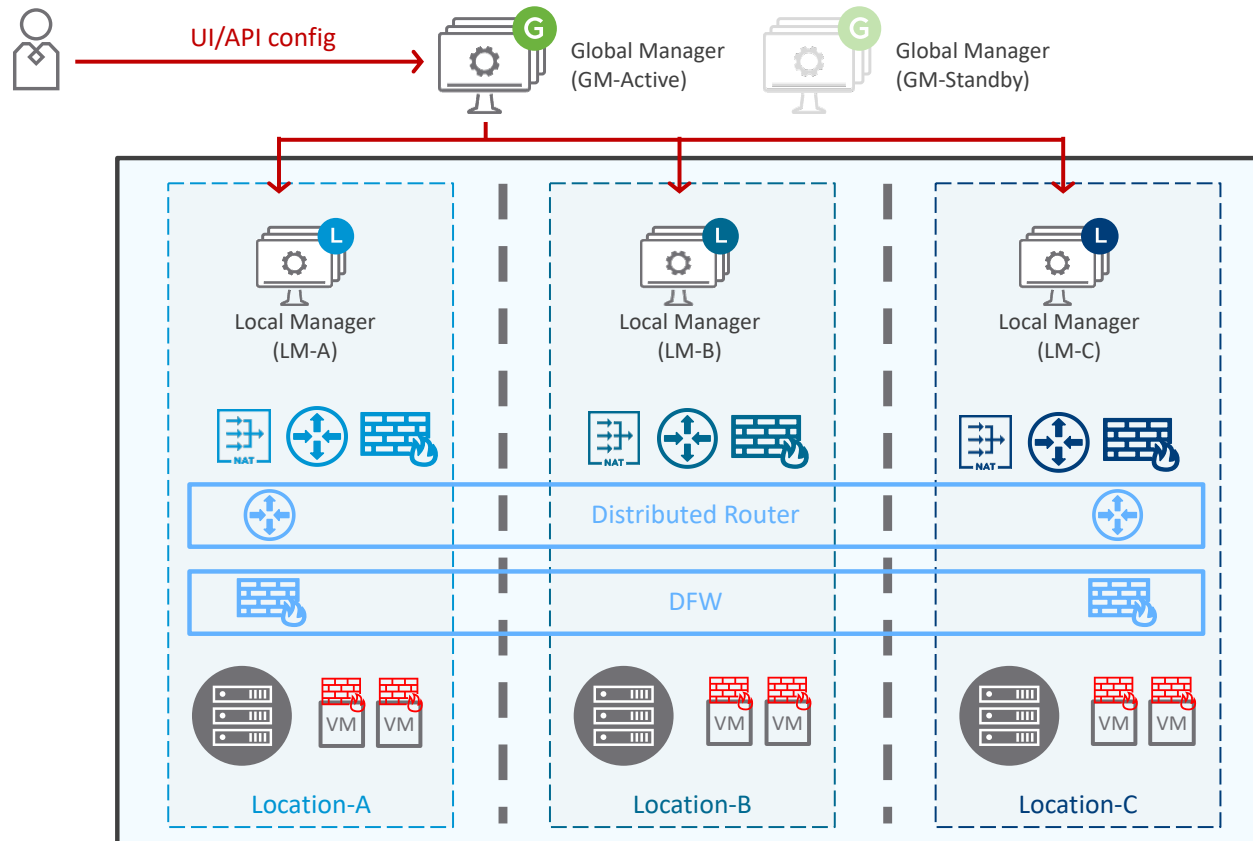 UI/API config
G
Global Manager
(GM-Active)
G
Global Manager
(GM-Standby)
L
Local Manager
(LM-A)
L
Local Manager
(LM-B)
L
Local Manager
(LM-C)
NAT
NAT
NAT
Distributed Router
DFW
VM VM
VM VM
VM VM
Location-A
Location-B
Location-C